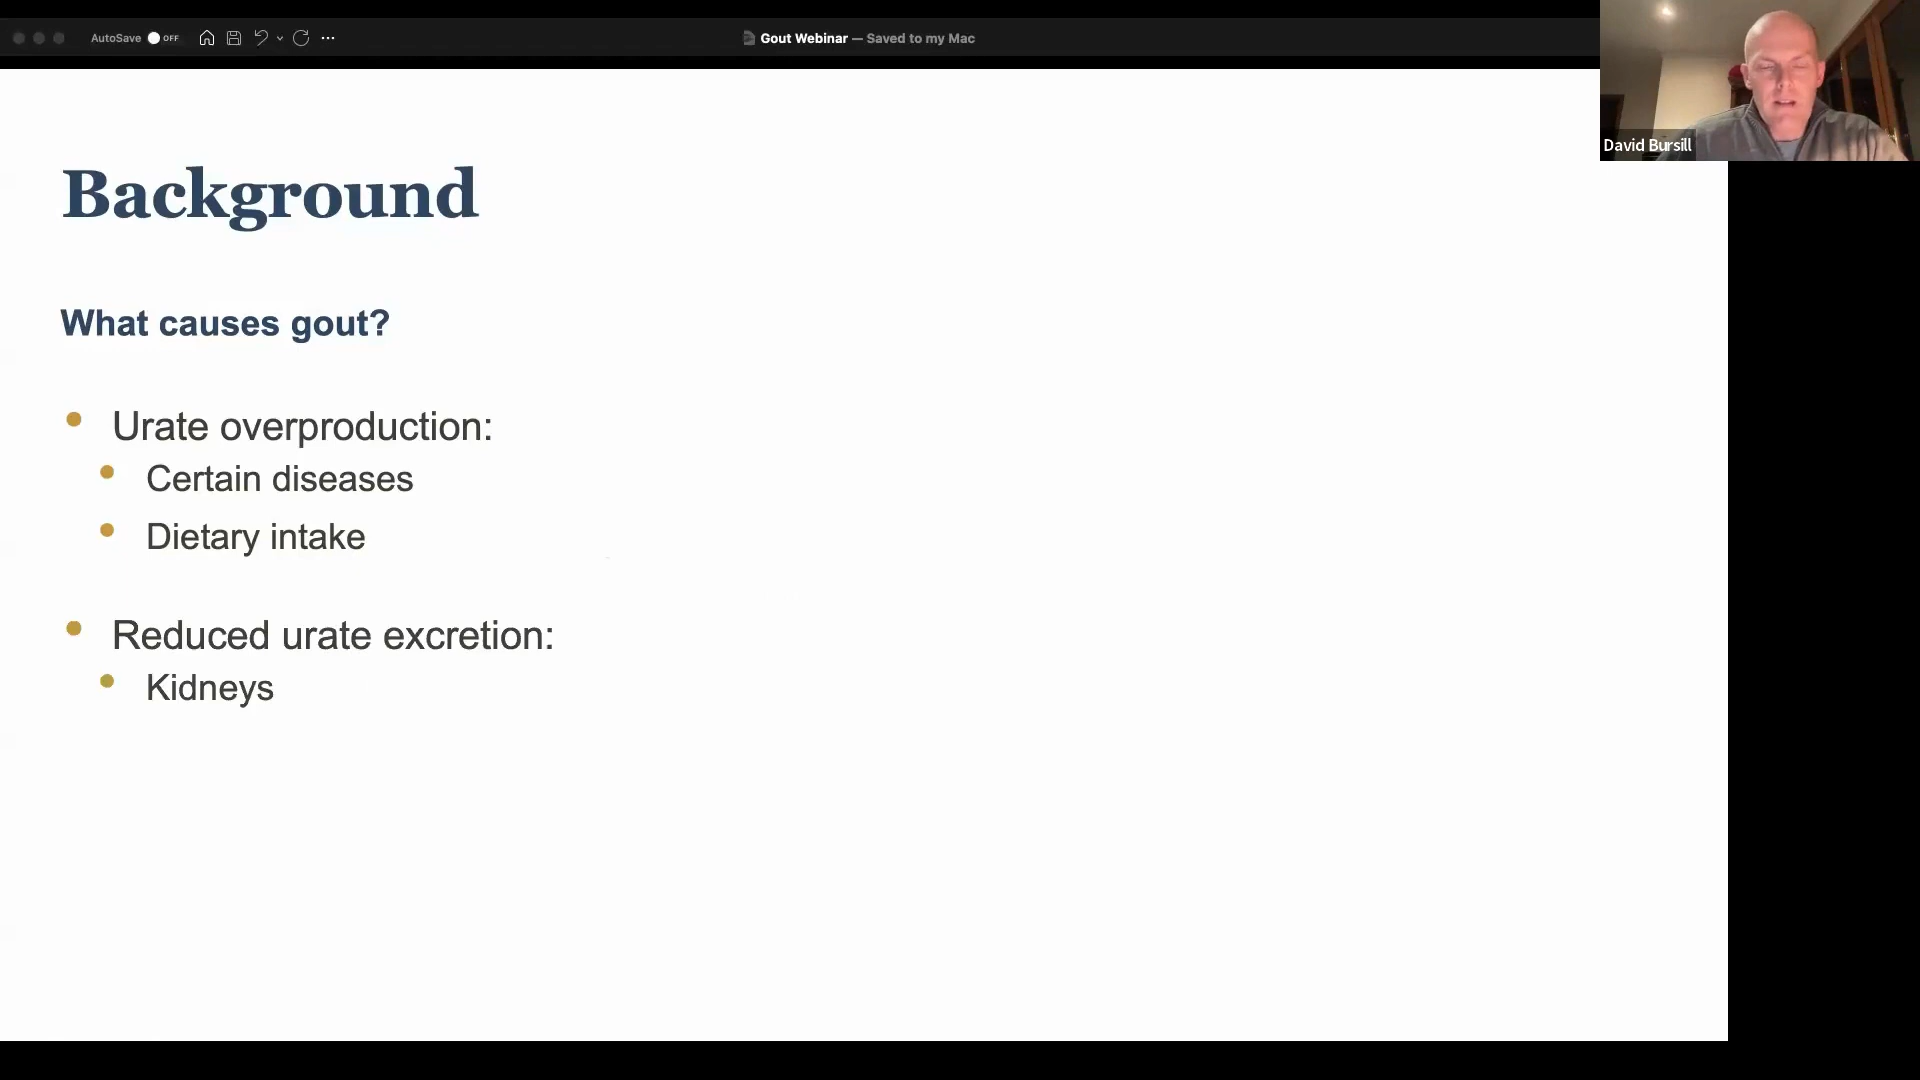 AutoSave OFF
Gout Webinar — Saved to my Mac
David Bursill
Background
What causes gout?
Urate overproduction:
Certain diseases
Dietary intake
Reduced urate excretion:
Kidneys